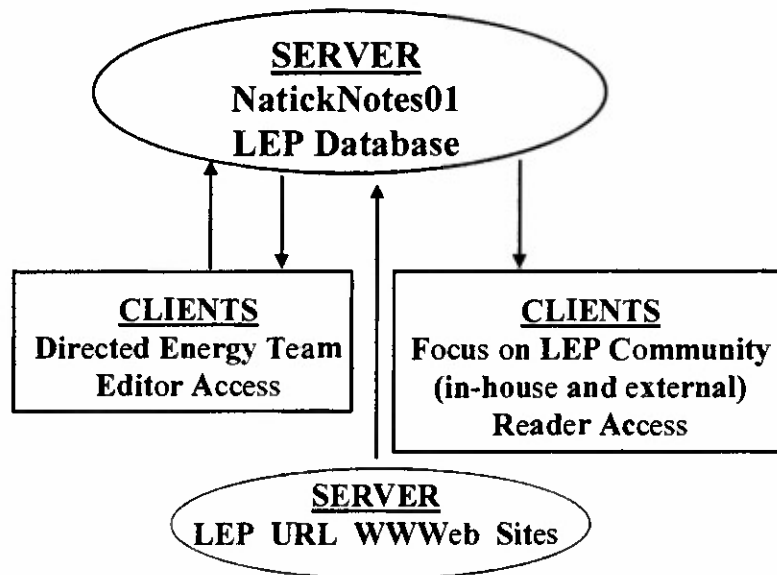 SERVER
NatickNotes01
LEP Database
CLIENTS
Directed Energy Team
Editor Access
CLIENTS
Focus on LEP Community
(in-house and external)
Reader Access
SERVER
LEP URL WWWeb Sites